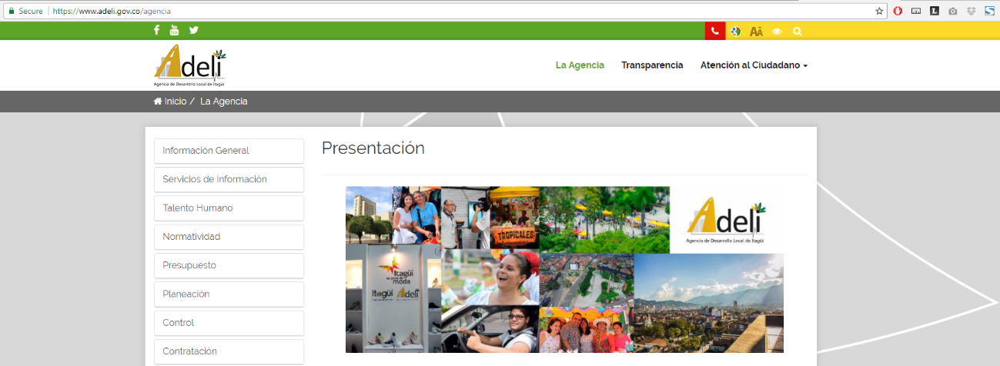 Secure | https://www.adeli.gov.co/agencia
Adeli
Agencia de Desarrollo Local de Itagüí
La Agencia Transparencia Atención al Ciudadano
Inicio / La Agencia
Información General
Servicios de Información
Talento Humano
Normatividad
Presupuesto
Planeación
Control
Contratación
Presentación
TROPICALES
Adeli
Agencia de Desarrollo Local de Itagüí
Itagüí
moda
Itagüí Adeli